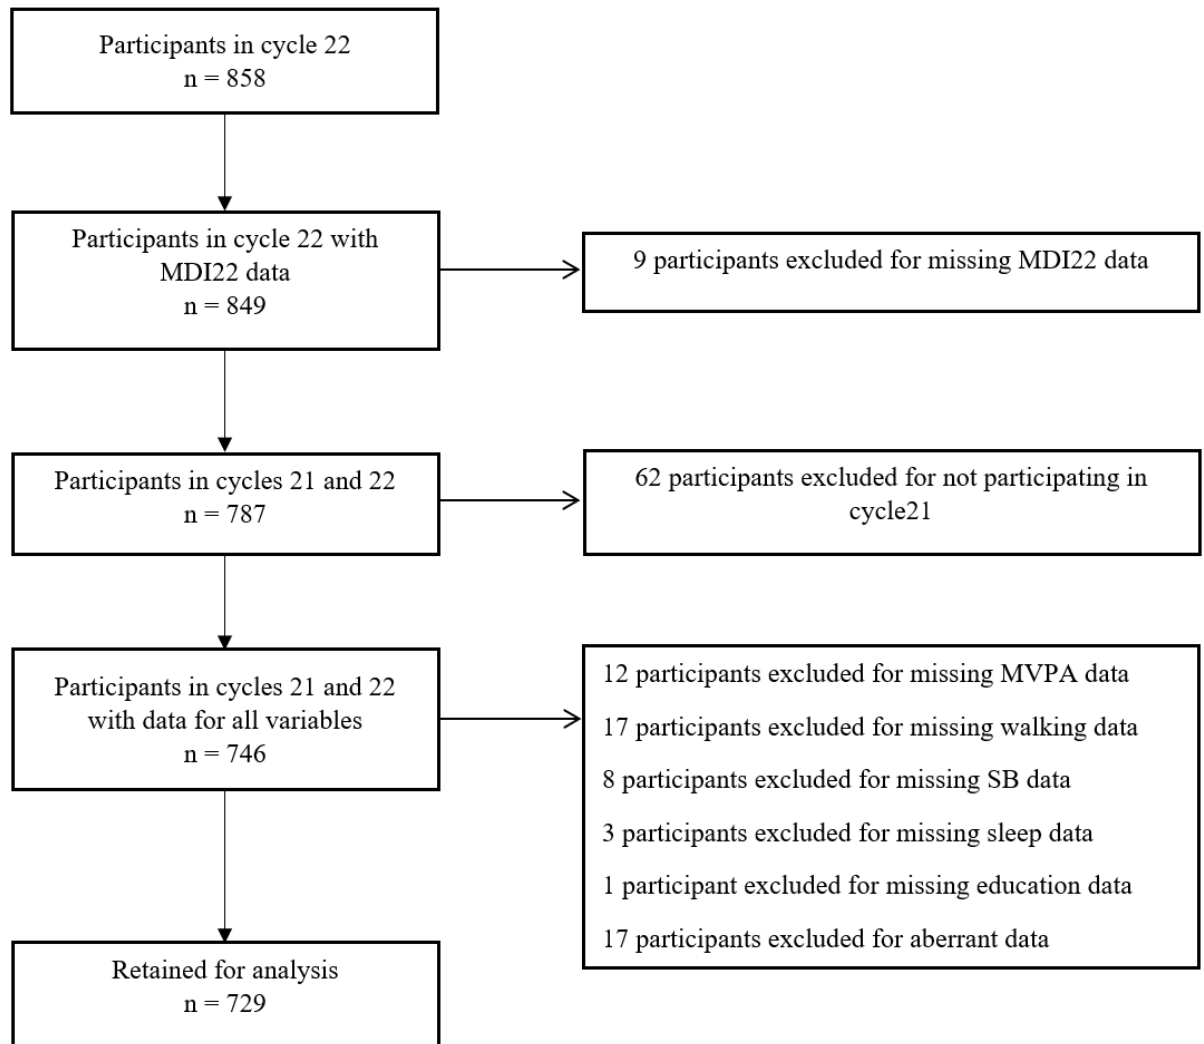 Participants in cycle 22
n = 858
Participants in cycle 22 with
MDI22 data
n = 849
9 participants excluded for missing MDI22 data
Participants in cycles 21 and 22
n = 787
62 participants excluded for not participating in
cycle21
Participants in cycles 21 and 22
with data for all variables
n = 746
12 participants excluded for missing MVPA data
17 participants excluded for missing walking data
8 participants excluded for missing SB data
3 participants excluded for missing sleep data
1 participant excluded for missing education data
17 participants excluded for aberrant data
Retained for analysis
n = 729